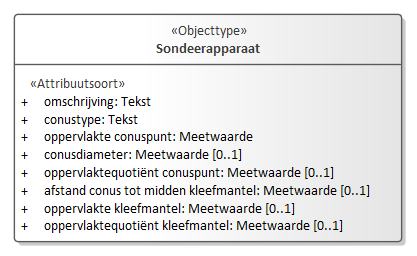 «Objecttype»
Sondeerapparaat
«Attribuutsoort»
+ omschrijving: Tekst
+ conustype: Tekst
+ oppervlakte conuspunt: Meetwaarde
+ conusdiameter: Meetwaarde [0..1]
+ oppervlaktequotiënt conuspunt: Meetwaarde [0..1]
+ afstand conus tot midden kleefmantel: Meetwaarde [0..1]
+ oppervlakte kleefmantel: Meetwaarde [0..1]
+ oppervlaktequotiënt kleefmantel: Meetwaarde [0..1]